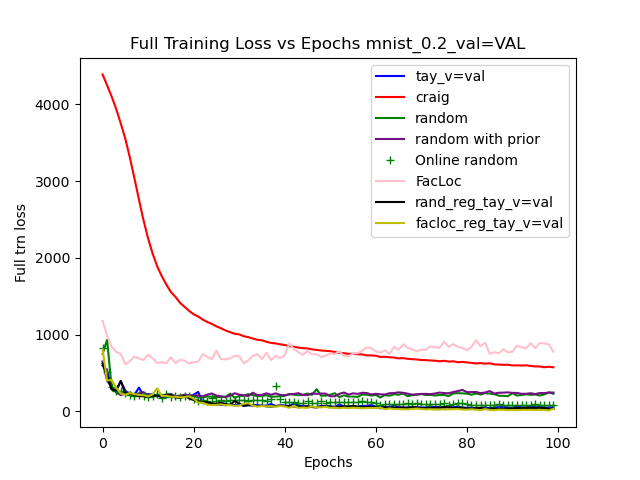 Full Training Loss vs Epochs mnist_0.2_val=VAL
Full trn loss
4000
3000
2000
1000
0
0 20 40 60 80 100
Epochs
tay_v=val
craig
random
random with prior
Online random
FacLoc
rand_reg_tay_v=val
facloc_reg_tay_v=val